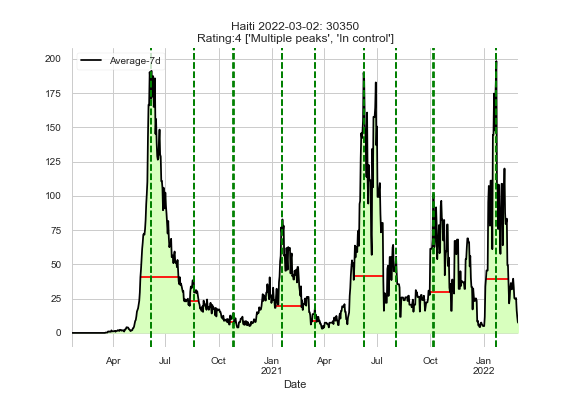 Haiti 2022-03-02: 30350
Rating:4 ['Multiple peaks', 'In control']
Average-7d
200
175
150
125
100
75
50
25
0
Apr Jul Oct Jan Apr Jul Oct Jan
2021 2022
Date